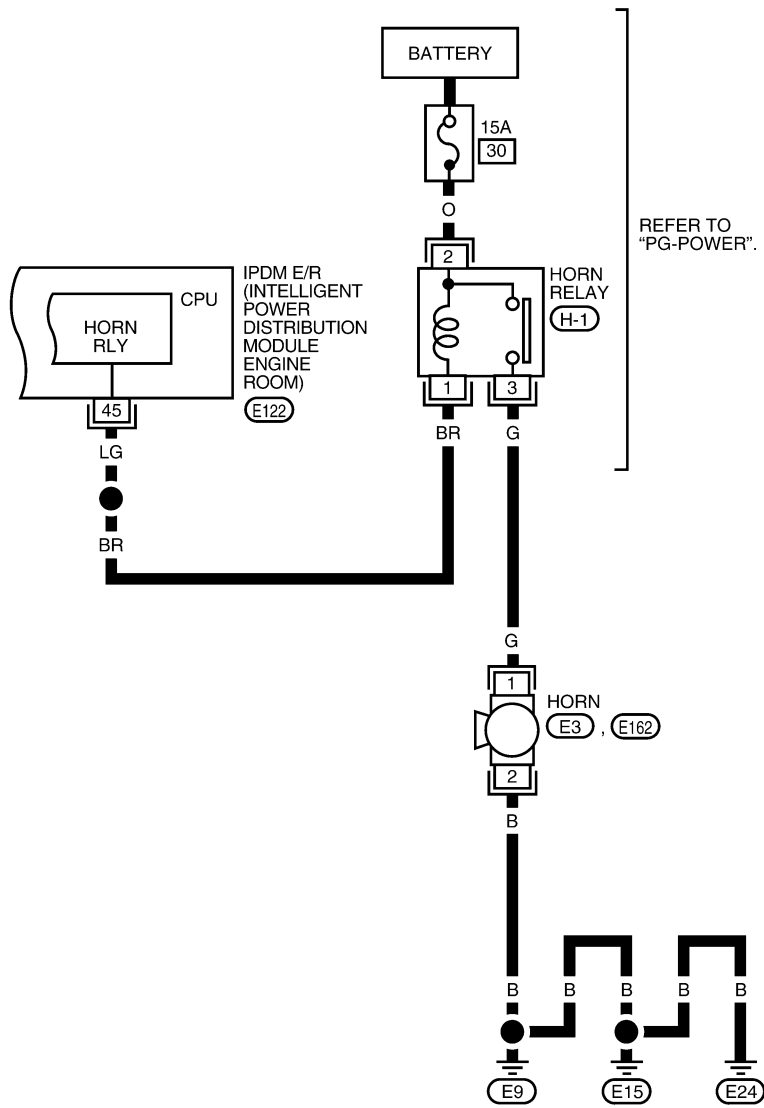 BATTERY
15A
30
O
REFER TO
“PG-POWER”.
2
HORN
RELAY
H-1
IPDM E/R
(INTELLIGENT
POWER
DISTRIBUTION
MODULE
ENGINE
ROOM)
E122
CPU
HORN
RLY
45
1
3
LG
BR
G
BR
G
1
HORN
E3 , E162
2
B
B
B
B
B
B
E9
E15
E24